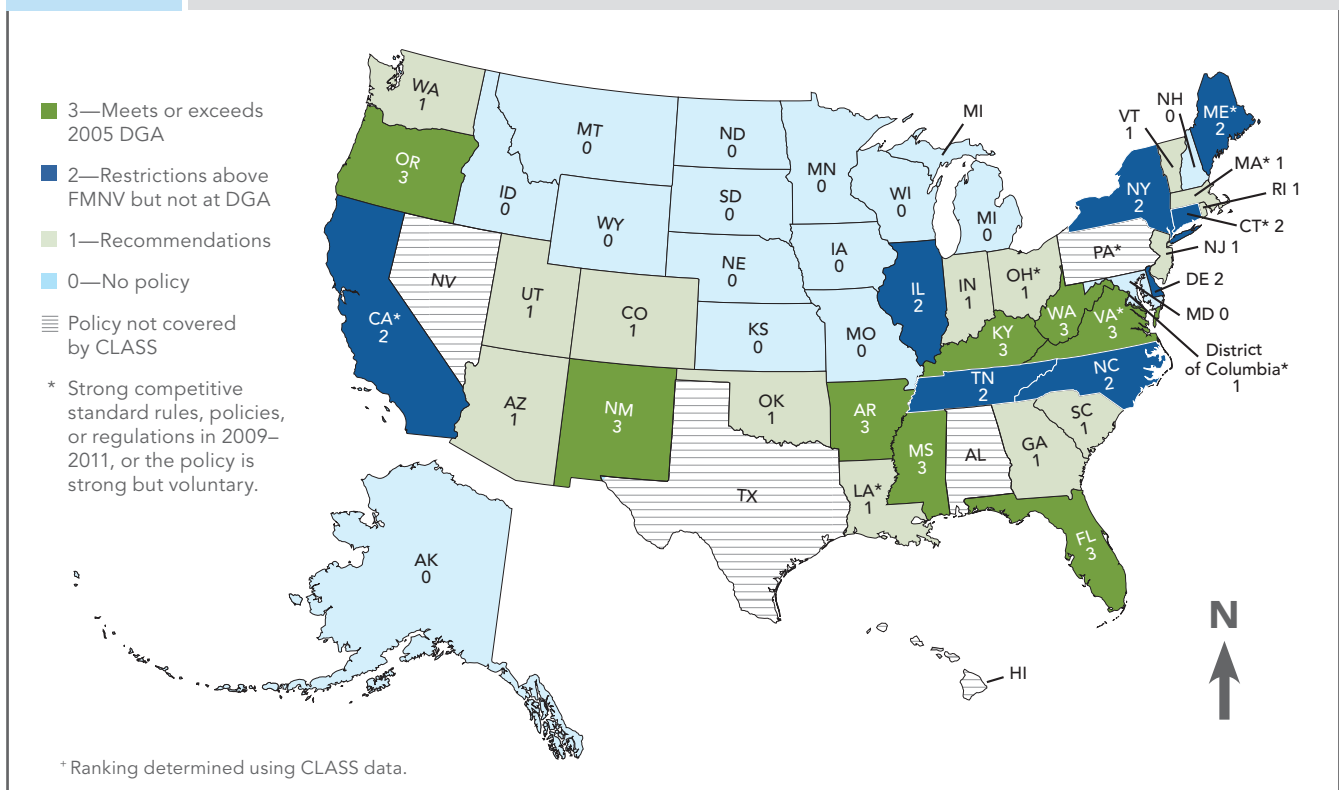 3—Meets or exceeds
2005 DGA
2—Restrictions above
FMNV but not at DGA
1—Recommendations
0—No policy
Policy not covered
by CLASS
* Strong competitive
standard rules, policies,
or regulations in 2009–
2011, or the policy is
strong but voluntary.
WA
1
OR
3
CA*
2
NV
ID
0
MT
0
WY
0
UT
1
CO
1
AZ
1
NM
3
ND
0
SD
0
NE
0
KS
0
OK
1
TX
MN
0
IA
0
MO
0
AR
3
LA*
1
WI
0
MI
MI
0
IL
2
IN
1
OH*
1
KY
3
TN
2
MS
3
AL
GA
1
FL
3
SC
1
NC
2
WA
3
VA*
3
PA*
NY
2
VT
1
NH
0
ME*
2
MA* 1
RI 1
CT* 2
NJ 1
DE 2
MD 0
District
of Columbia*
1
AK
0
HI
N
+ Ranking determined using CLASS data.